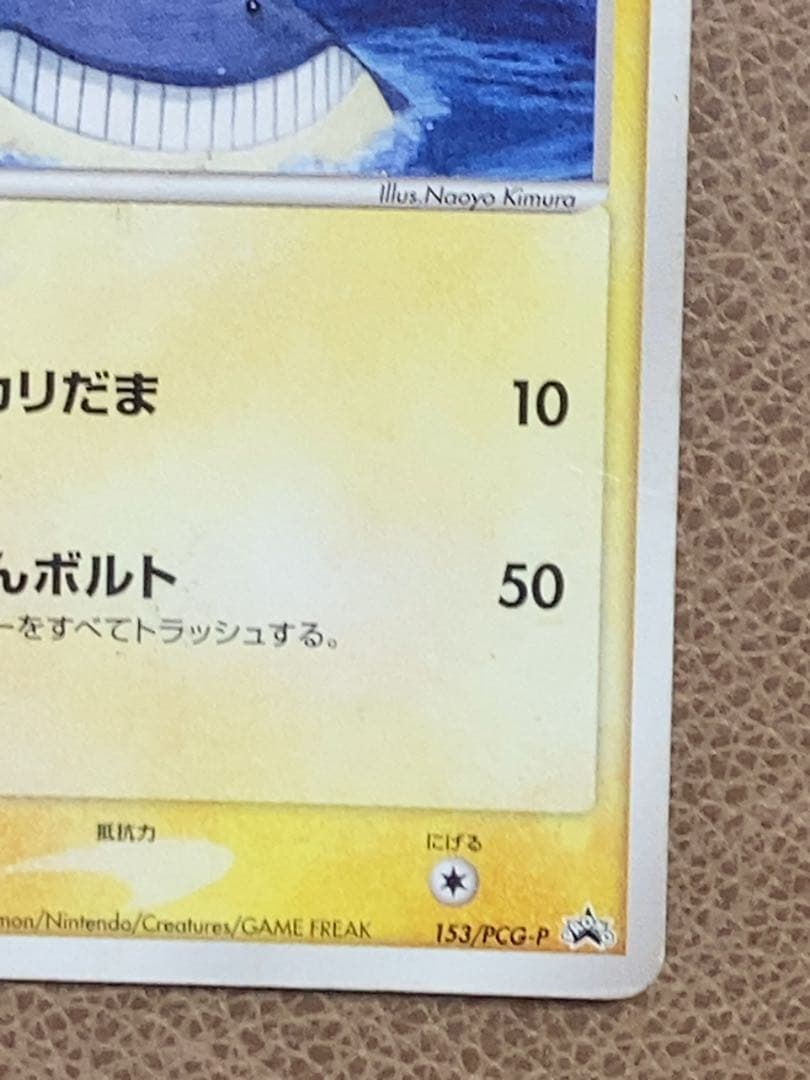 Illus.Naoyo Kimura
カリだま 10
んボルト 50
ーをすべてトラッシュする。
抵抗力 にげる
mon/Nintendo/Creatures/GAME FREAK 153/PCG-P